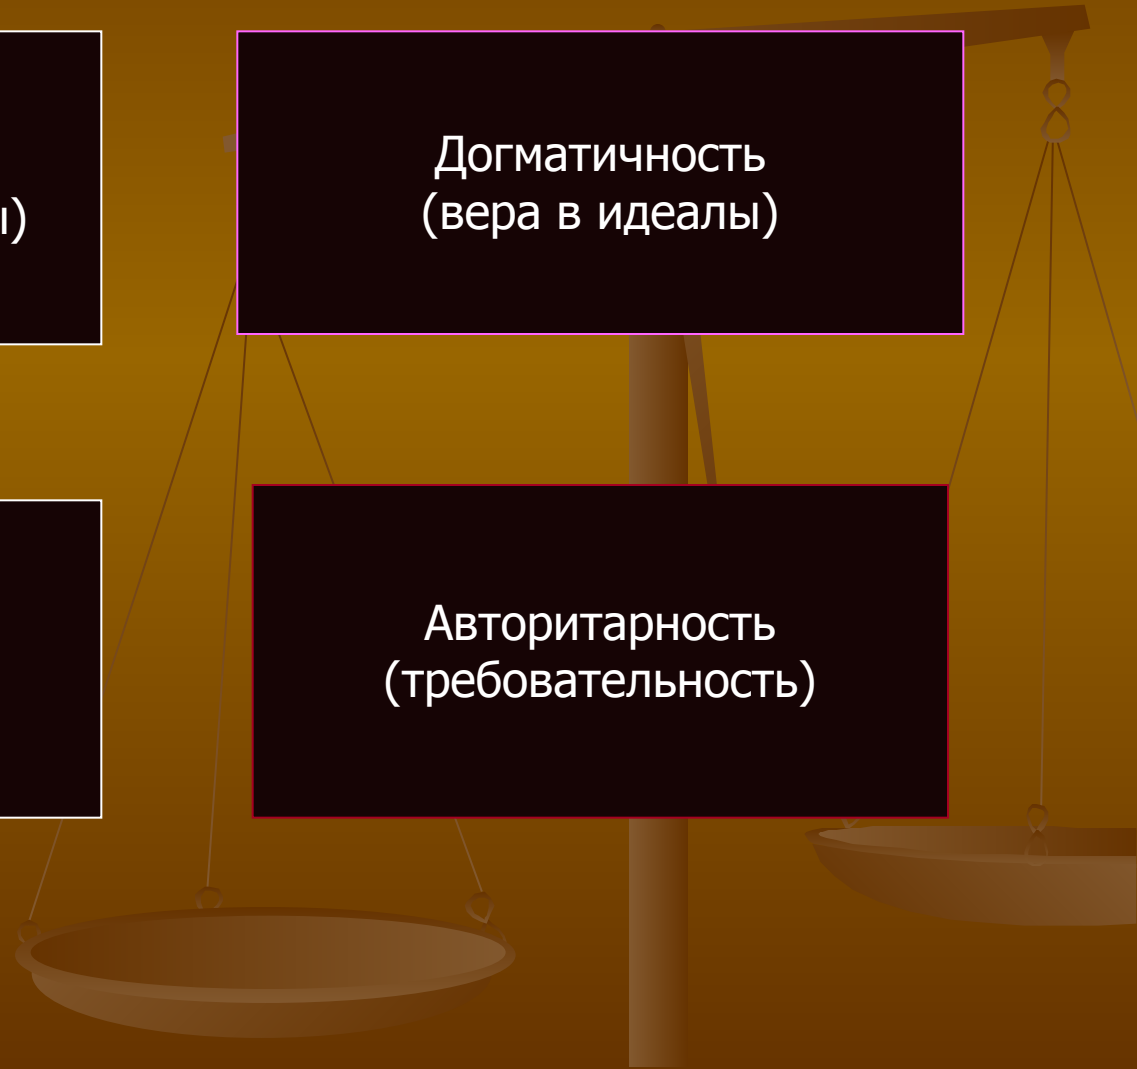 Догматичность
(вера в идеалы)
Авторитарность
(требовательность)